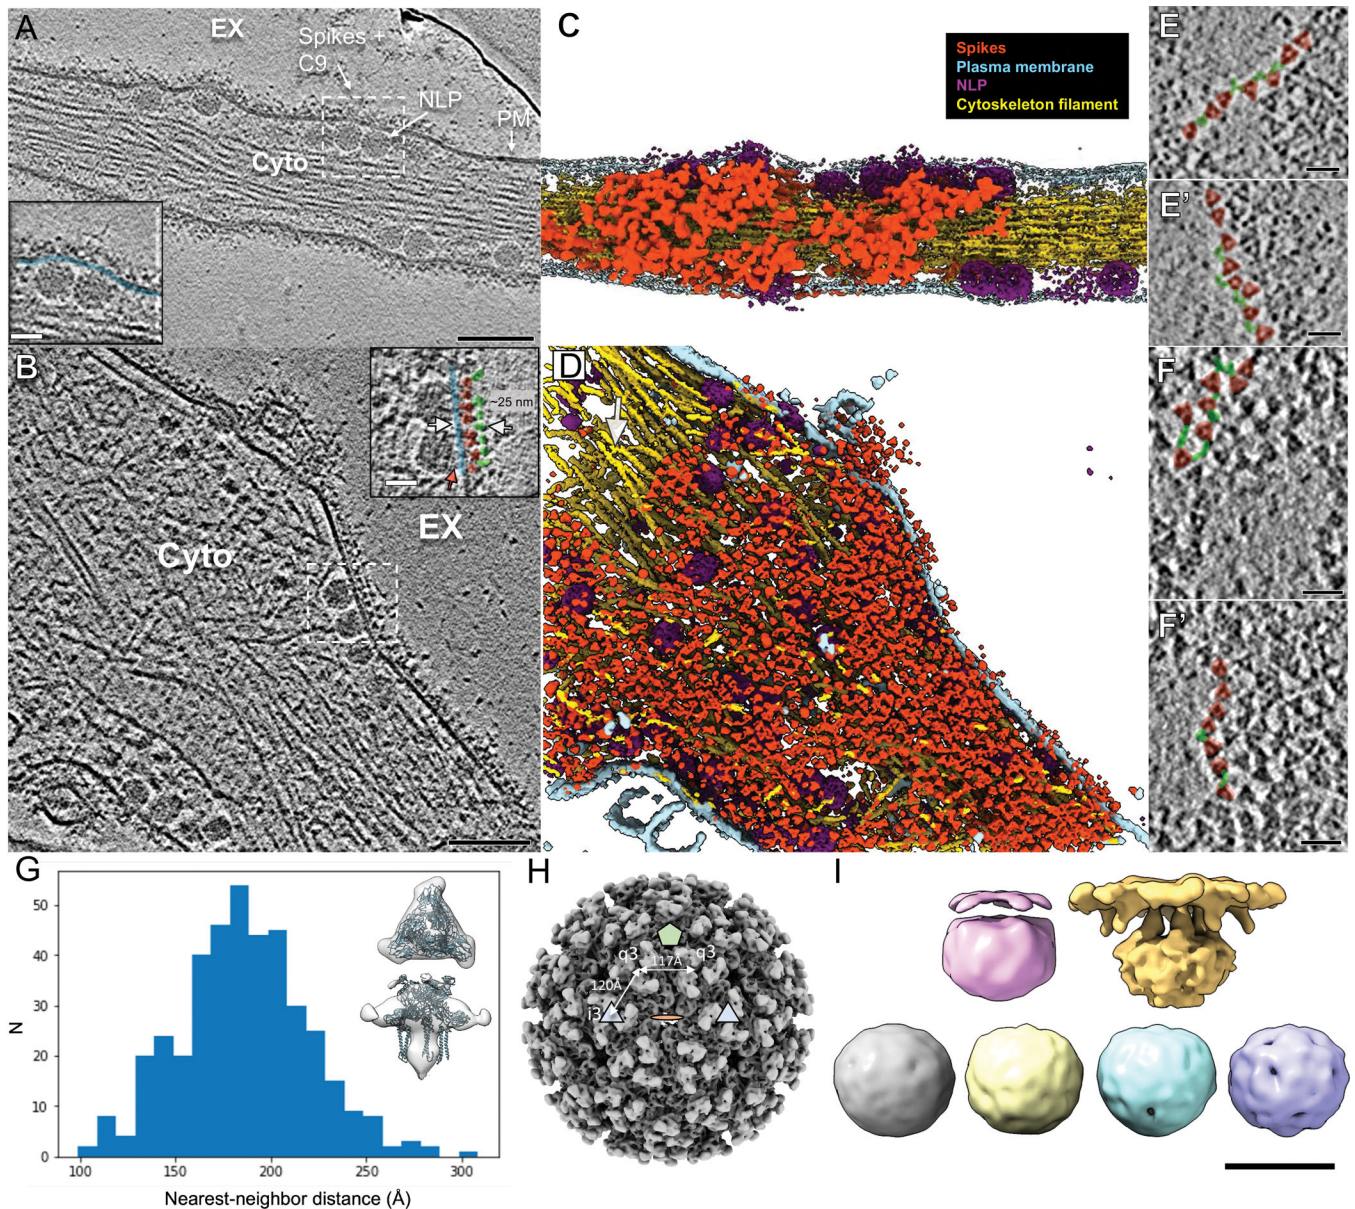 A
EX
Spikes +
C9
NLP
PM
Cyto
B
~25 nm
EX
Cyto
C
Spikes
Plasma membrane
NLP
Cytoskeleton filament
D
E
E'
F
F'
G
N
50
40
30
20
10
0
100
150
200
250
300
Nearest-neighbor distance (Å)
H
q3
q3
117Å
120Å
i3
I